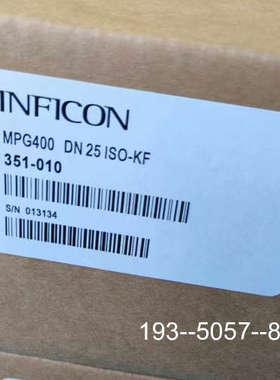 INFICON
MPG400 DN 25 ISO-KF
351-010
S/N 013134
193--5057--8